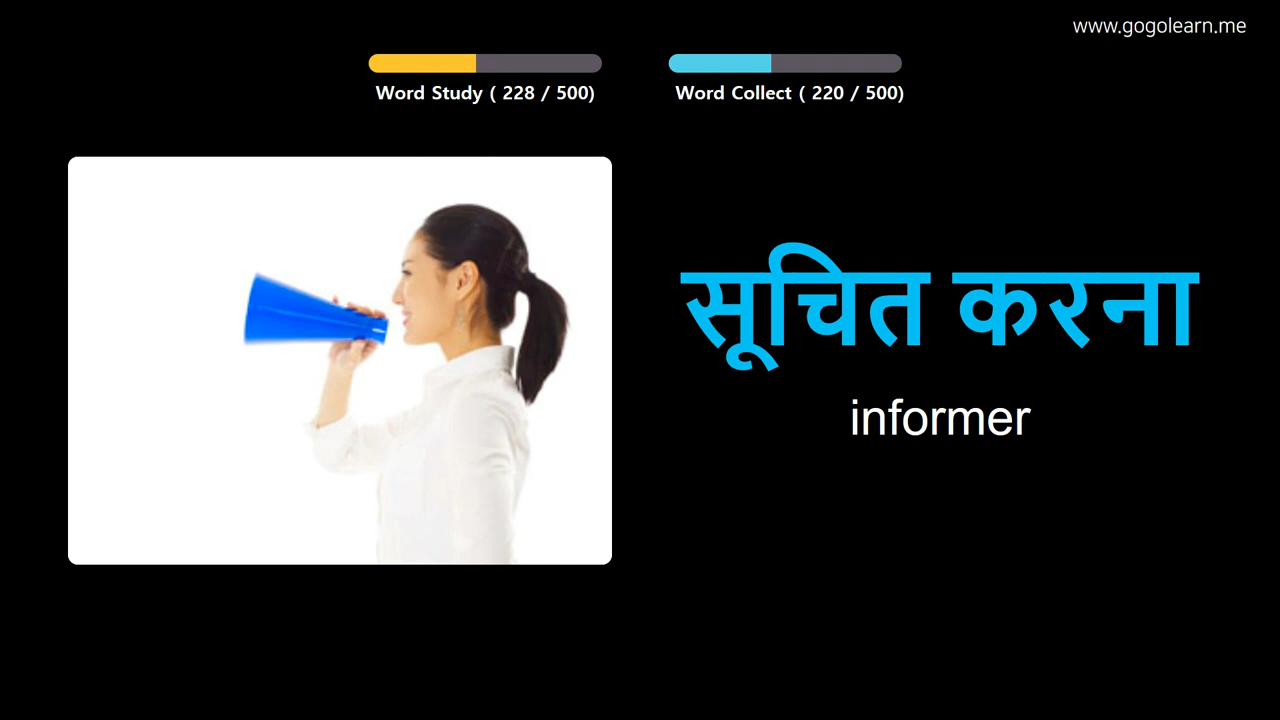 www.gogolearn.me
Word Study ( 228 / 500)
Word Collect ( 220 / 500)
सूचित करना
informer